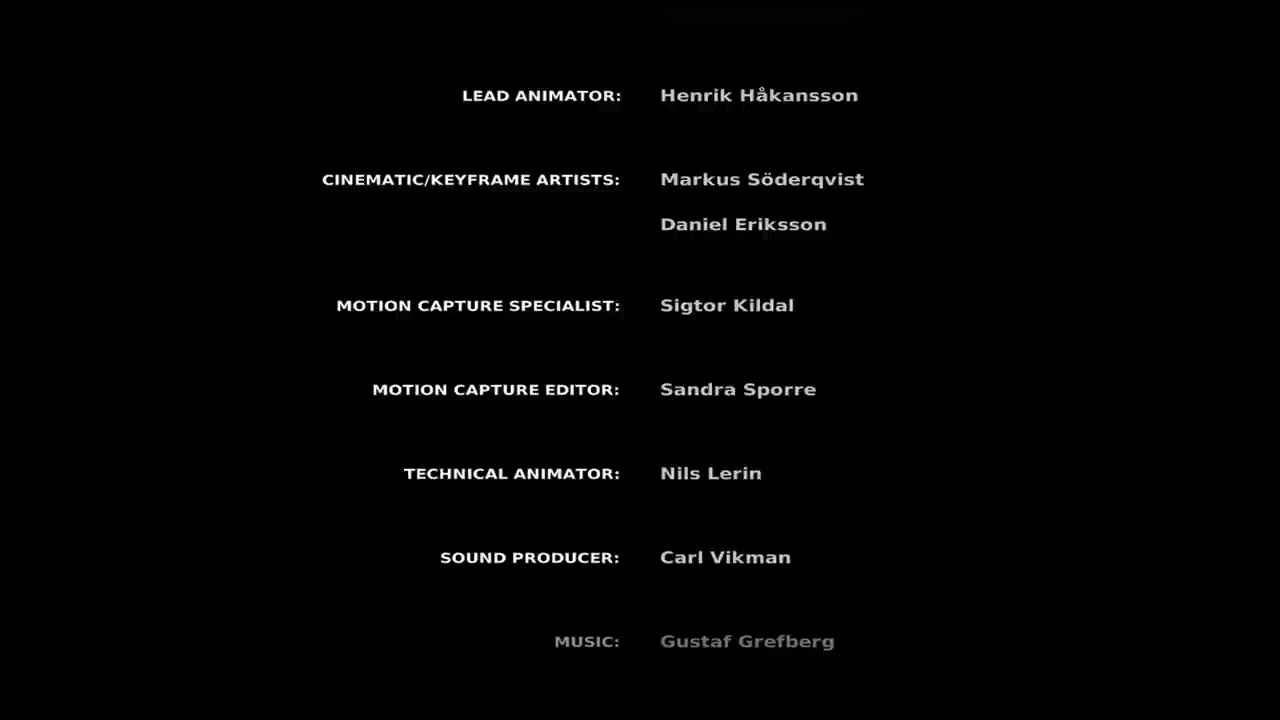 LEAD ANIMATOR: Henrik Håkansson
CINEMATIC/KEYFRAME ARTISTS: Markus Söderqvist
Daniel Eriksson
MOTION CAPTURE SPECIALIST: Sigtor Kildal
MOTION CAPTURE EDITOR: Sandra Sporre
TECHNICAL ANIMATOR: Nils Lerin
SOUND PRODUCER: Carl Vikman
MUSIC: Gustaf Grefberg